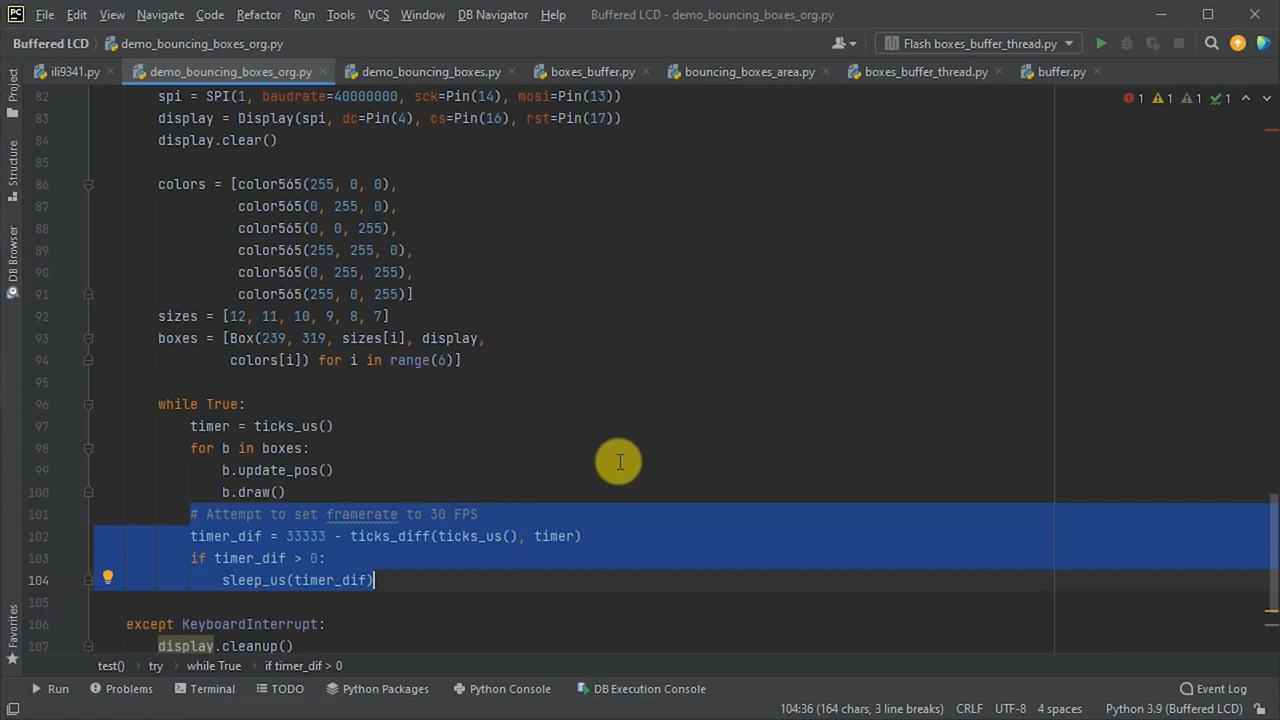 PC File Edit View Navigate Code Refactor Run Tools VCS Window DB Navigator Help Buffered LCD - demo_bouncing_boxes_org.py
Buffered LCD demo_bouncing_boxes_org.py Flash boxes_buffer_thread.py
ili9341.py demo_bouncing_boxes_org.py demo_bouncing_boxes.py boxes_buffer.py bouncing_boxes_area.py boxes_buffer_thread.py buffer.py
Project
Structure
DB Browser
Favorites
1 1 1 1
82 spi = SPI(1, baudrate=40000000, sck=Pin(14), mosi=Pin(13))
83 display = Display(spi, dc=Pin(4), cs=Pin(16), rst=Pin(17))
84 display.clear()
85
86 colors = [color565(255, 0, 0),
87 color565(0, 255, 0),
88 color565(0, 0, 255),
89 color565(255, 255, 0),
90 color565(0, 255, 255),
91 color565(255, 0, 255)]
92 sizes = [12, 11, 10, 9, 8, 7]
93 boxes = [Box(239, 319, sizes[i], display,
94 colors[i]) for i in range(6)]
95
96 while True:
97 timer = ticks_us()
98 for b in boxes:
99 b.update_pos()
100 b.draw()
101 # Attempt to set framerate to 30 FPS
102 timer_dif = 33333 - ticks_diff(ticks_us(), timer)
103 if timer_dif > 0:
104 sleep_us(timer_dif)
105
106 except KeyboardInterrupt:
107 display.cleanup()
test() try while True if timer_dif > 0
Run Problems Terminal TODO Python Packages Python Console DB Execution Console Event Log
104:36 (164 chars, 3 line breaks) CRLF UTF-8 4 spaces Python 3.9 (Buffered LCD)